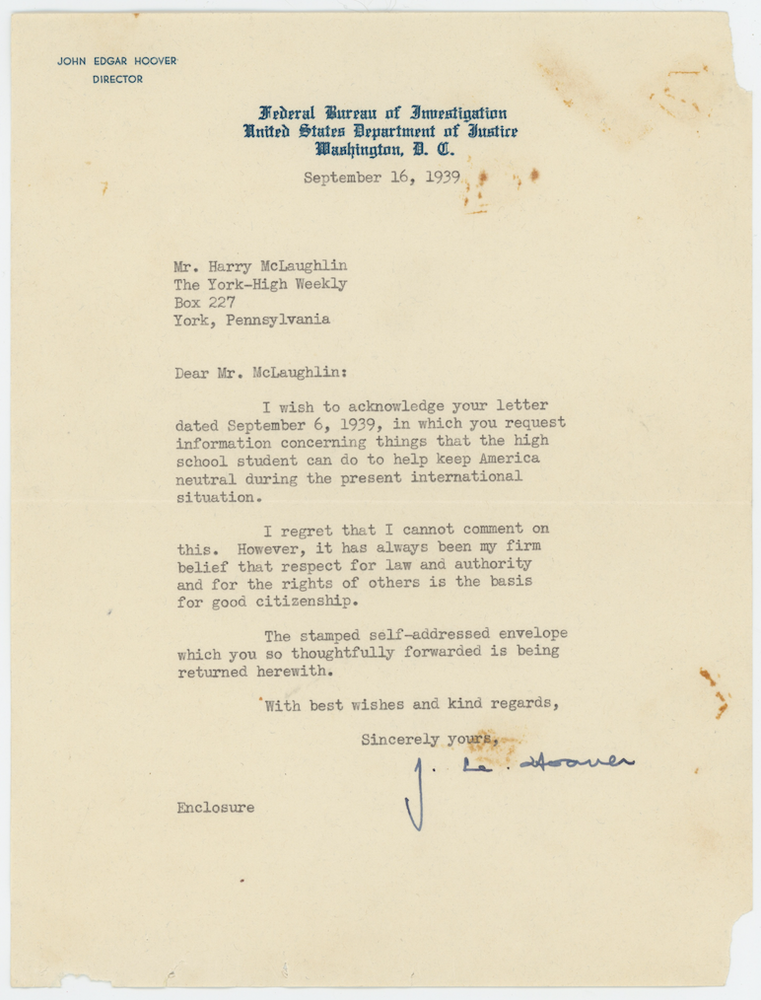 JOHN EDGAR HOOVER
DIRECTOR
Federal Bureau of Investigation
United States Department of Justice
Washington, D. C.
September 16, 1939
Mr. Harry McLaughlin
The York-High Weekly
Box 227
York, Pennsylvania
Dear Mr. McLaughlin:
I wish to acknowledge your letter
dated September 6, 1939, in which you request
information concerning things that the high
school student can do to help keep America
neutral during the present international
situation.
I regret that I cannot comment on
this. However, it has always been my firm
belief that respect for law and authority
and for the rights of others is the basis
for good citizenship.
The stamped self-addressed envelope
which you so thoughtfully forwarded is being
returned herewith.
With best wishes and kind regards,
Sincerely yours,
J. E. Hoover
Enclosure